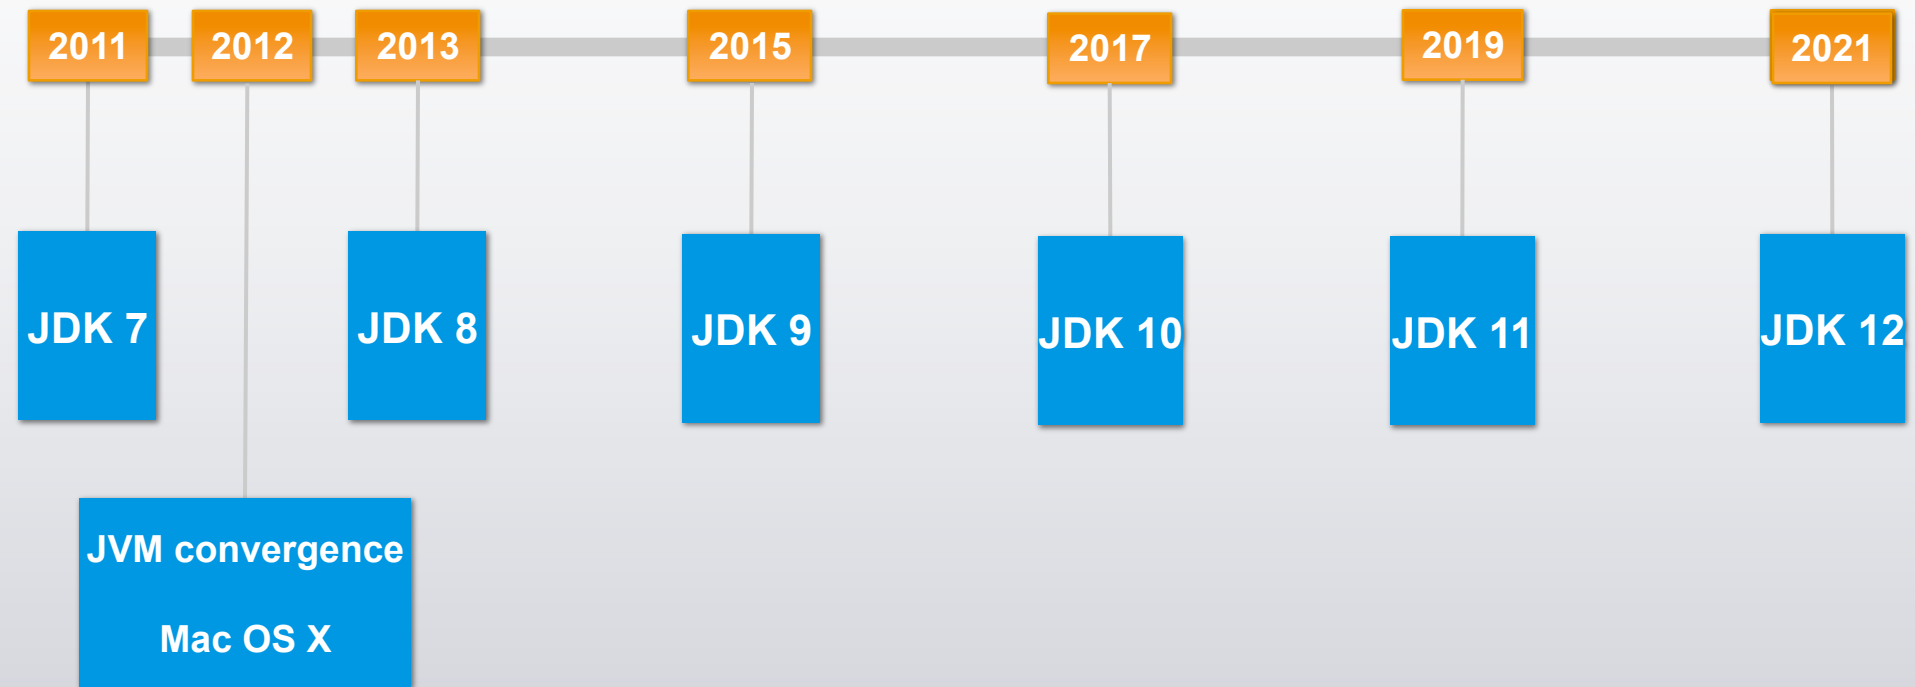 2011
2012
2013
2015
2017
2019
2021
JDK 7
JDK 8
JDK 9
JDK 10
JDK 11
JDK 12
JVM convergence
Mac OS X